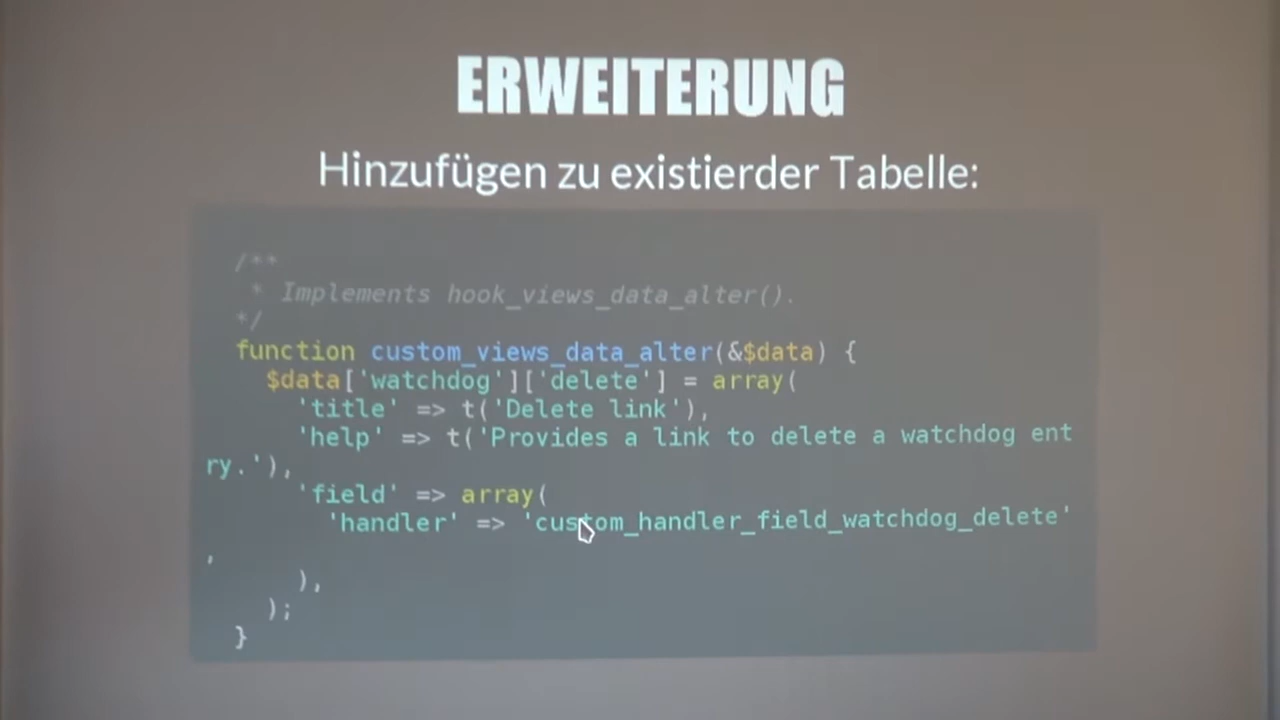 ERWEITERUNG
Hinzufügen zu existierder Tabelle:
/**
 * Implements hook_views_data_alter().
*/
function custom_views_data_alter(&$data) {
  $data['watchdog']['delete'] = array(
    'title' => t('Delete link'),
    'help' => t('Provides a link to delete a watchdog ent
ry.'),
    'field' => array(
      'handler' => 'custom_handler_field_watchdog_delete'
,
    ),
  );
}